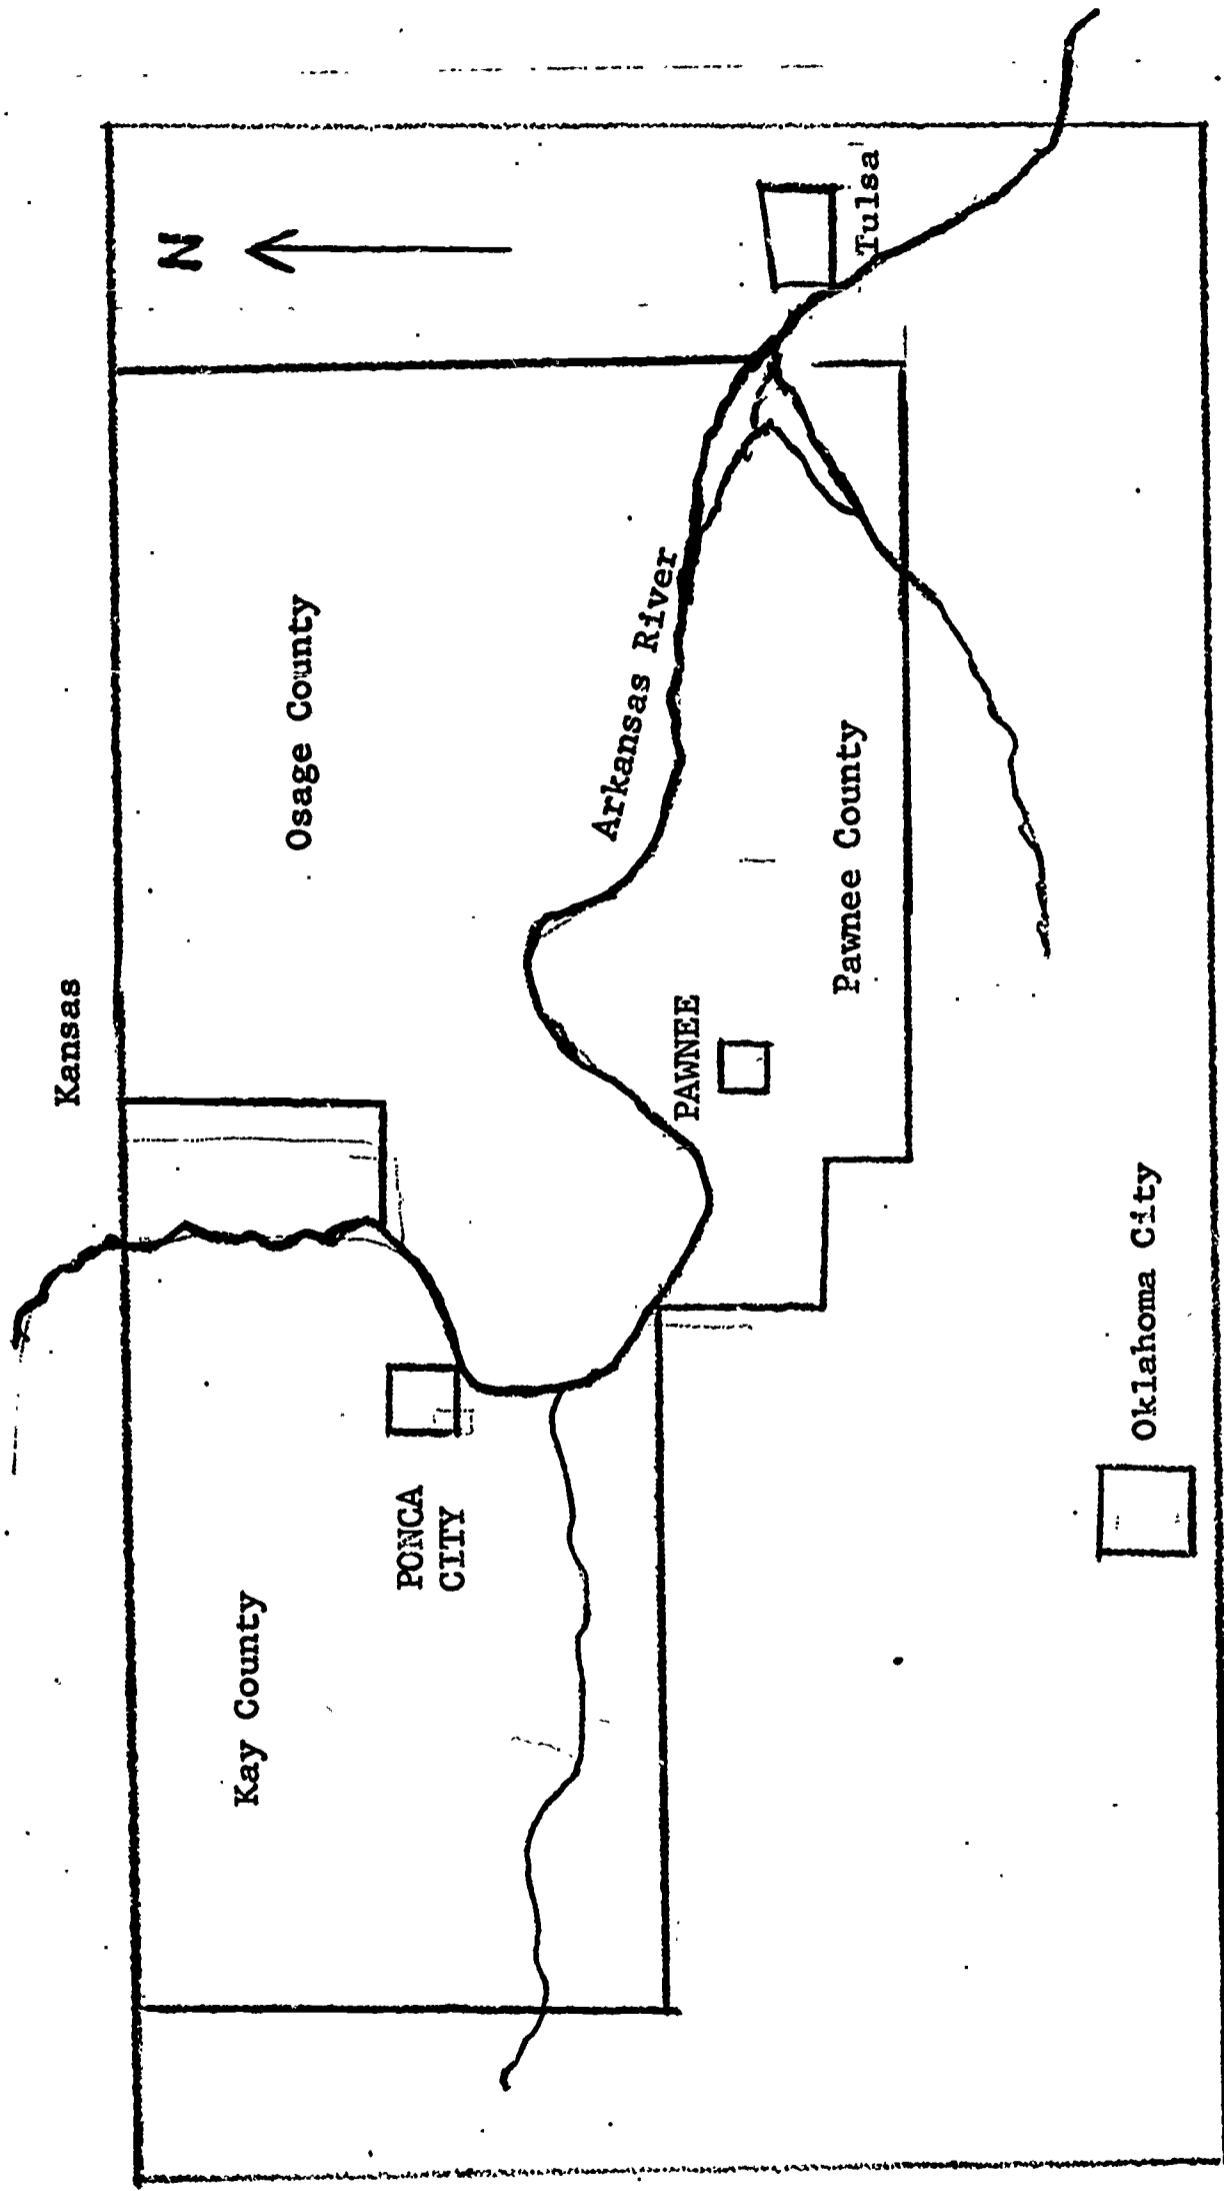 Kansas
N
Kay County
Osage County
PONCA
CITY
Arkansas River
PAWNEE
Pawnee County
Tulsa
Oklahoma City